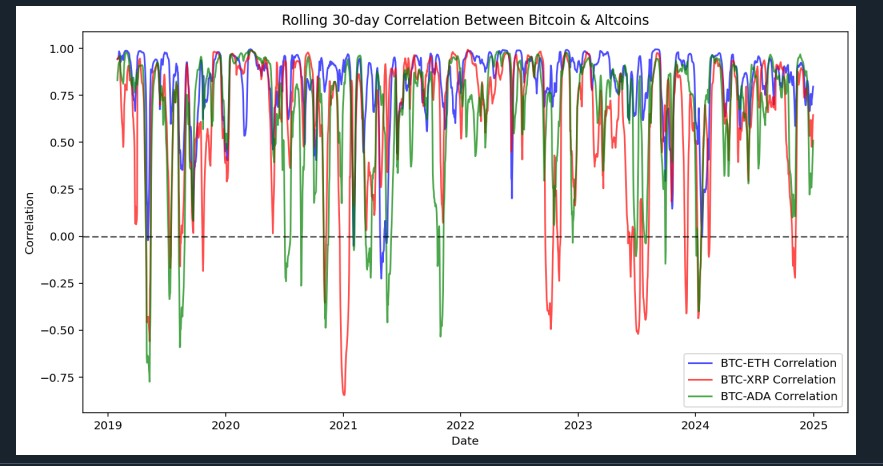 Rolling 30-day Correlation Between Bitcoin & Altcoins
1.00
0.75
0.50
0.25
0.00
−0.25
−0.50
−0.75
Correlation
BTC-ETH Correlation
BTC-XRP Correlation
BTC-ADA Correlation
2019 2020 2021 2022 2023 2024 2025
Date